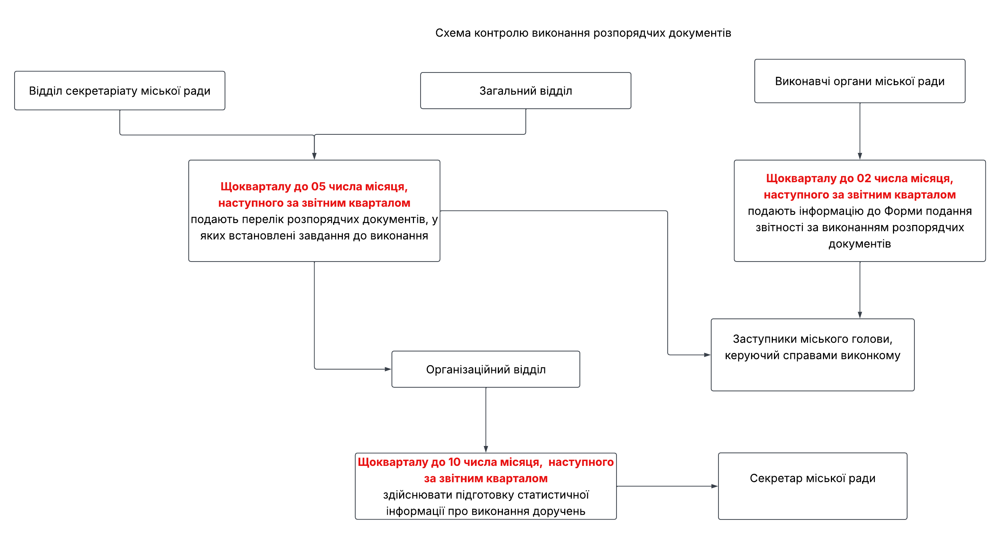 Схема контролю виконання розпорядчих документів
Відділ секретаріату міської ради
Загальний відділ
Виконавчі органи міської ради
Щокварталу до 05 числа місяця,
наступного за звітним кварталом
подають перелік розпорядчих документів, у
яких встановлені завдання до виконання
Щокварталу до 02 числа місяця,
наступного за звітним кварталом
подають інформацію до Форми подання
звітності за виконанням розпорядчих
документів
Заступники міського голови,
керуючий справами виконкому
Організаційний відділ
Щокварталу до 10 числа місяця,  наступного
за звітним кварталом
здійснювати підготовку статистичної
інформації про виконання доручень
Секретар міської ради